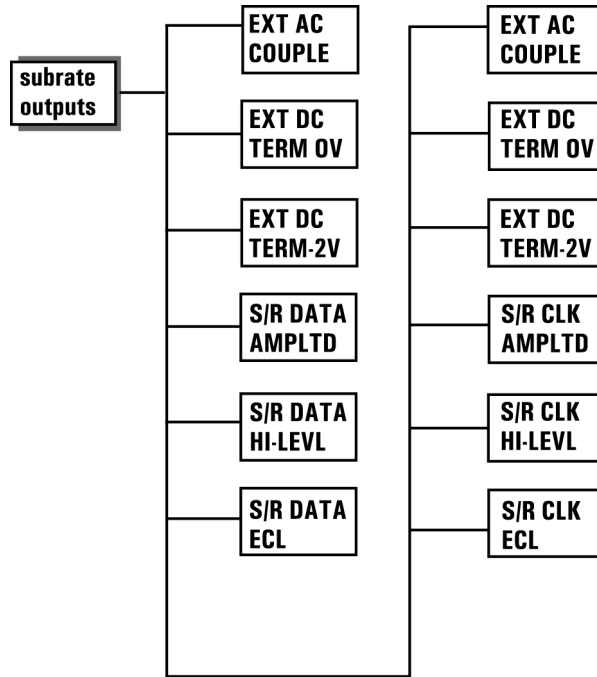 subrate
outputs
EXT AC
COUPLE
EXT DC
TERM 0V
EXT DC
TERM-2V
S/R DATA
AMPLTD
S/R DATA
HI-LEVL
S/R DATA
ECL
EXT AC
COUPLE
EXT DC
TERM 0V
EXT DC
TERM-2V
S/R CLK
AMPLTD
S/R CLK
HI-LEVL
S/R CLK
ECL